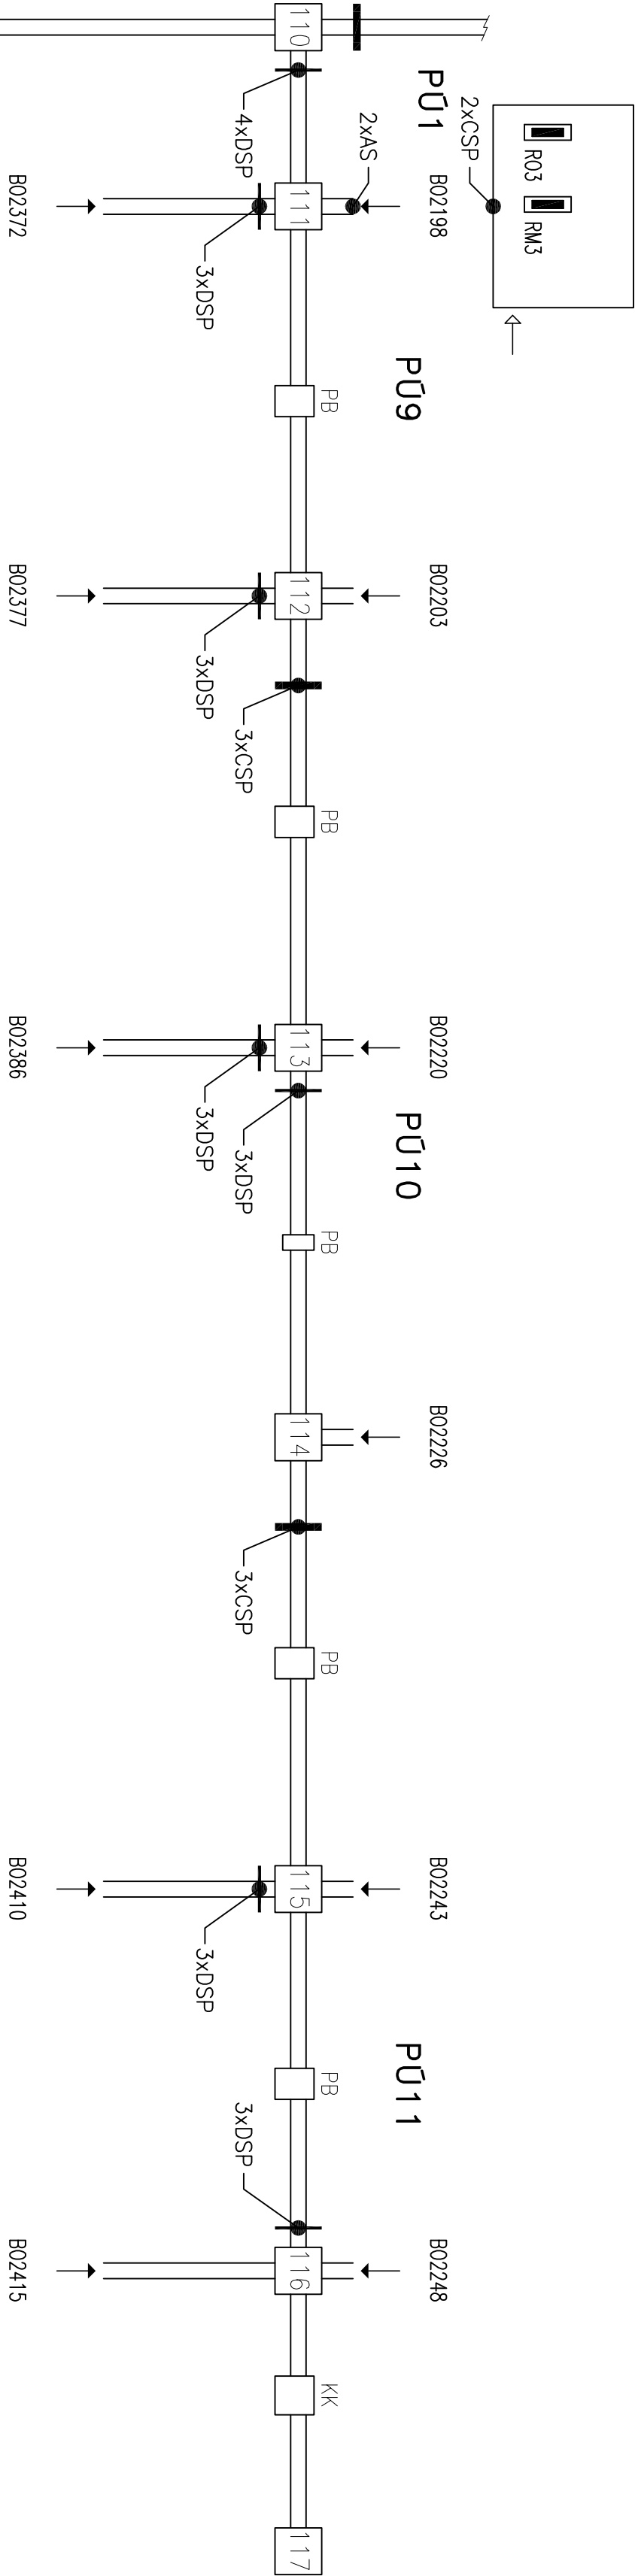 110
PÚ1
2xCSP
RO3
RM3
4xDSP
2xAS
B02198
111
B02372
3xDSP
PÚ9
PB
B02203
112
B02377
3xDSP
3xCSP
PB
B02220
113
B02386
3xDSP
3xDSP
PÚ10
PB
B02226
114
3xCSP
PB
B02243
115
B02410
3xDSP
PÚ11
PB
3xDSP
B02248
116
B02415
KK
117